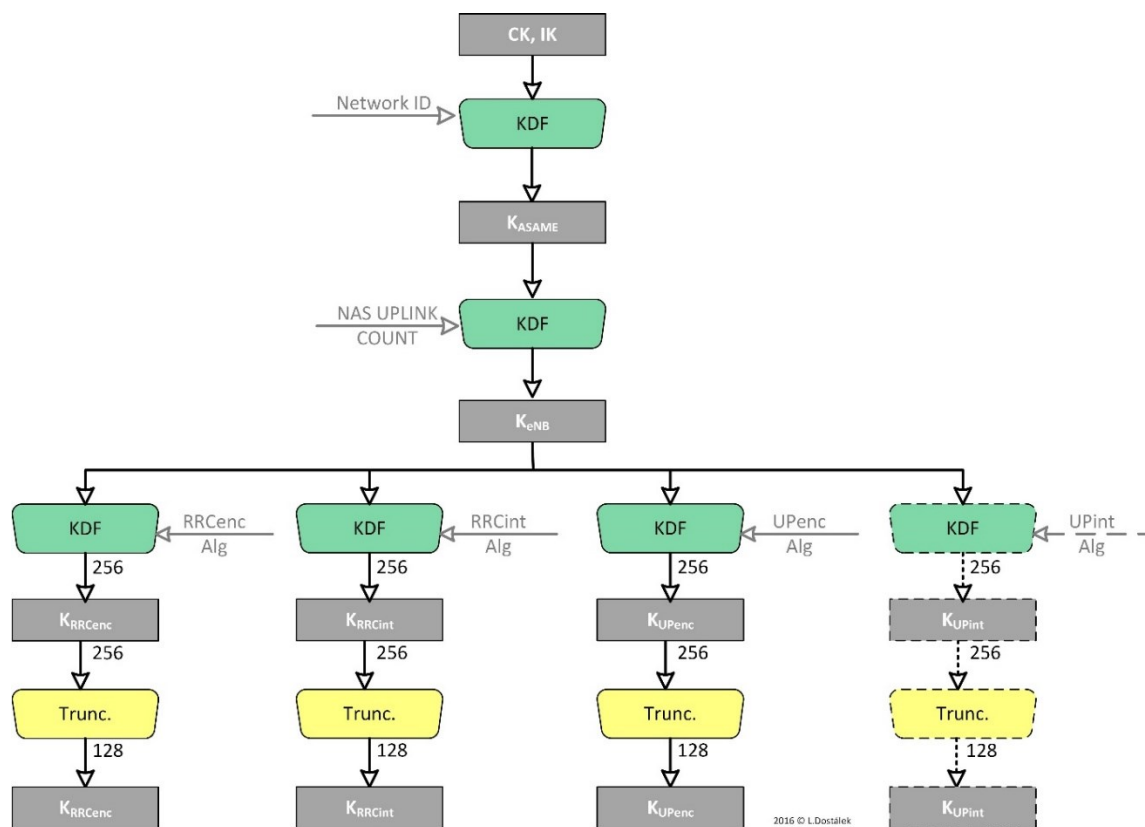 CK, IK
Network ID
KDF
KASAME
NAS UPLINK
COUNT
KDF
KeNB
KDF
RRCenc
Alg
KDF
RRCint
Alg
KDF
UPenc
Alg
KDF
UPint
Alg
256
256
256
256
KRRCenc
KRRCint
KUPenc
KUPint
256
256
256
256
Trunc.
Trunc.
Trunc.
Trunc.
128
128
128
128
KRRCenc
KRRCint
KUPenc
KUPint
2016 © L.Dostálek